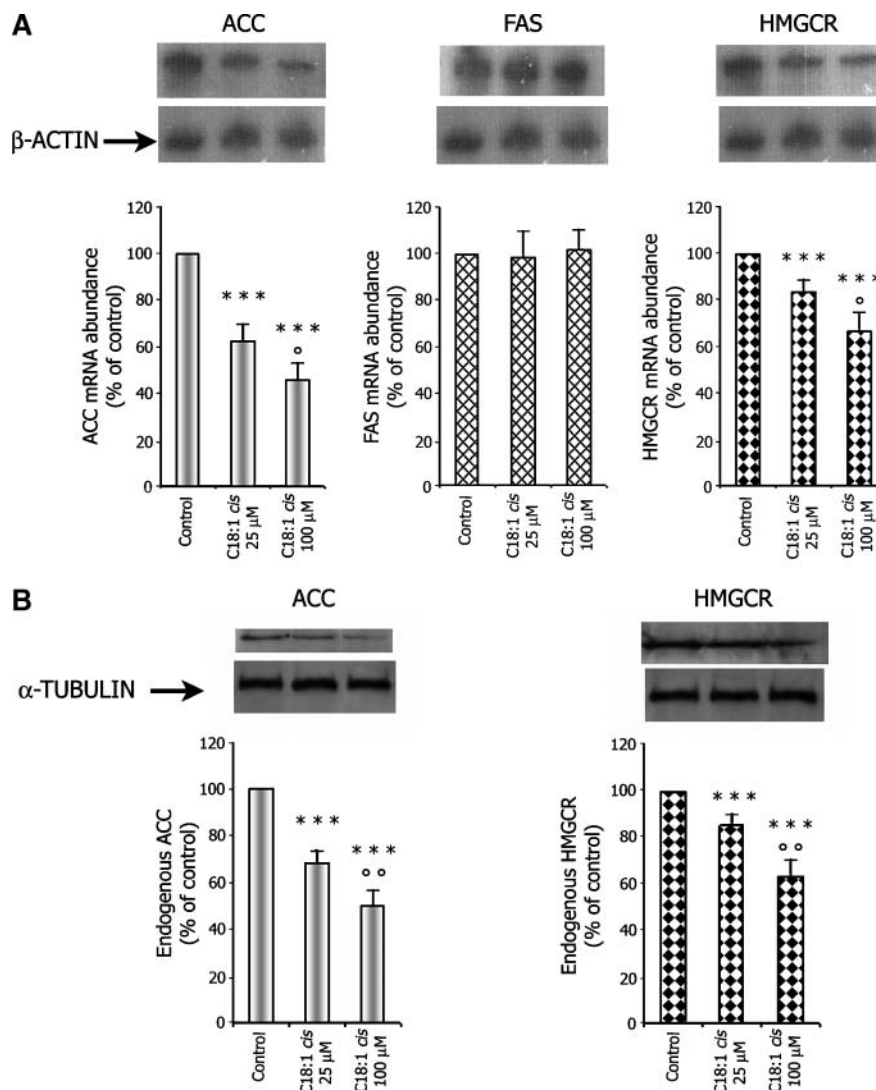 A
ACC
FAS
HMGCR
β-ACTIN
ACC mRNA abundance
(% of control)
120
100
80
60
40
20
0
* * *
* * *
°
Control
C18:1 cis
25 μM
C18:1 cis
100 μM
FAS mRNA abundance
(% of control)
120
100
80
60
40
20
0
Control
C18:1 cis
25 μM
C18:1 cis
100 μM
HMGCR mRNA abundance
(% of control)
120
100
80
60
40
20
0
* * *
* * *
°
Control
C18:1 cis
25 μM
C18:1 cis
100 μM
B
ACC
HMGCR
α-TUBULIN
Endogenous ACC
(% of control)
120
100
80
60
40
20
0
* * *
* * *
° °
Control
C18:1 cis
25 μM
C18:1 cis
100 μM
Endogenous HMGCR
(% of control)
120
100
80
60
40
20
0
* * *
* * *
° °
Control
C18:1 cis
25 μM
C18:1 cis
100 μM